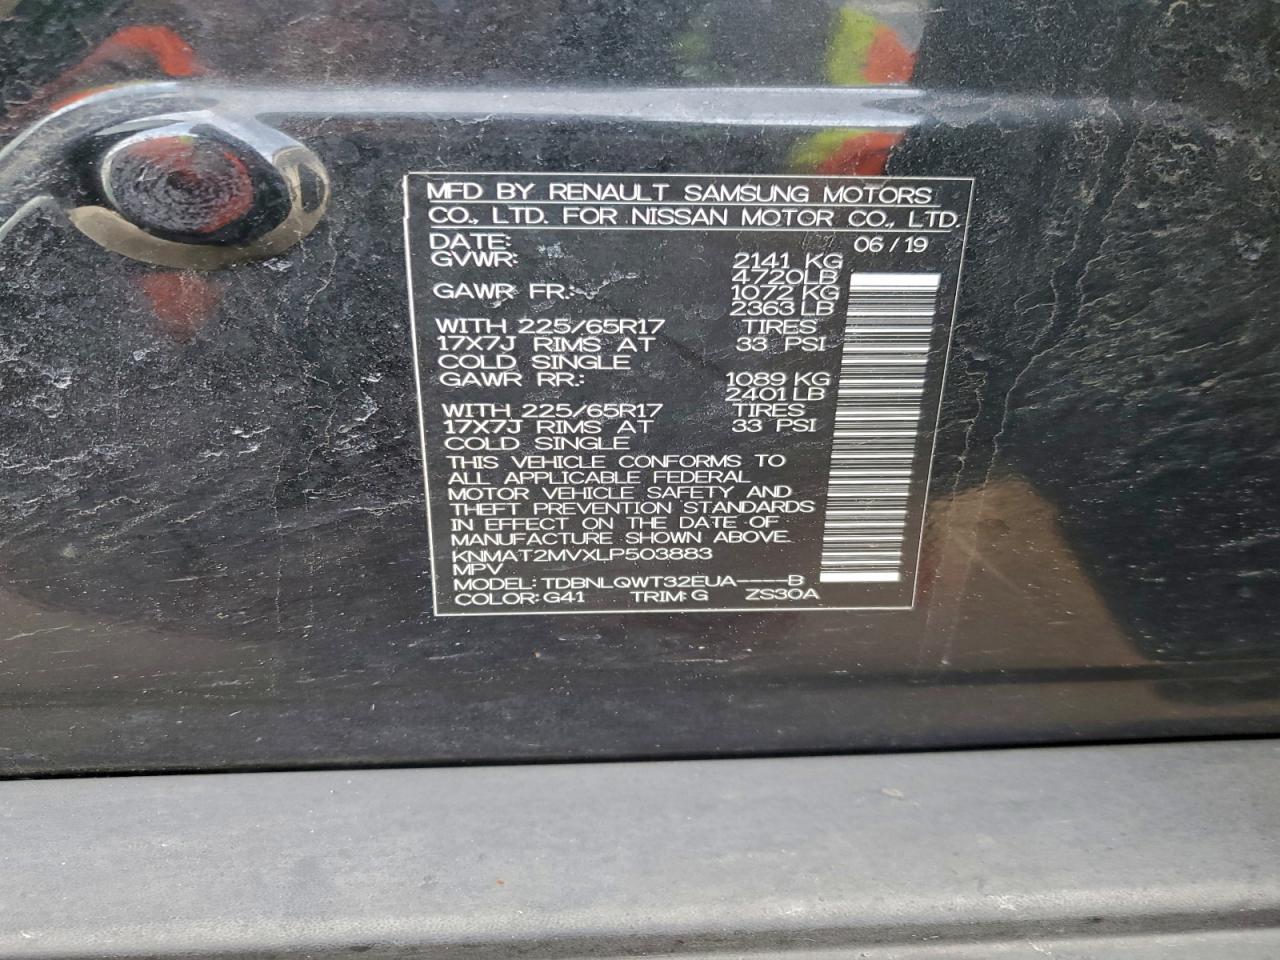 MFD BY RENAULT SAMSUNG MOTORS
CO., LTD. FOR NISSAN MOTOR CO., LTD.
DATE: 06/19
GVWR: 2141 KG
4720LB
GAWR FR.: 1072 KG
2363 LB
WITH 225/65R17 TIRES
17X7J RIMS AT 33 PSI
COLD SINGLE
GAWR RR.: 1089 KG
2401 LB
WITH 225/65R17 TIRES
17X7J RIMS AT 33 PSI
COLD SINGLE
THIS VEHICLE CONFORMS TO
ALL APPLICABLE FEDERAL
MOTOR VEHICLE SAFETY AND
THEFT PREVENTION STANDARDS
IN EFFECT ON THE DATE OF
MANUFACTURE SHOWN ABOVE.
KNMAT2MVXLP503883
MPV
MODEL: TDBNLQWT32EUA----B
COLOR: G41 TRIM: G ZS30A